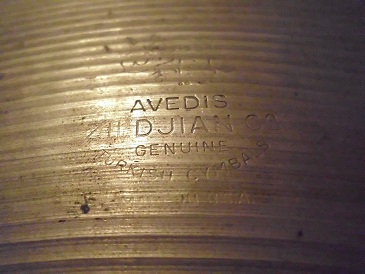 AVEDIS
ZILDJIAN CO
GENUINE
TURKISH CYMBALS